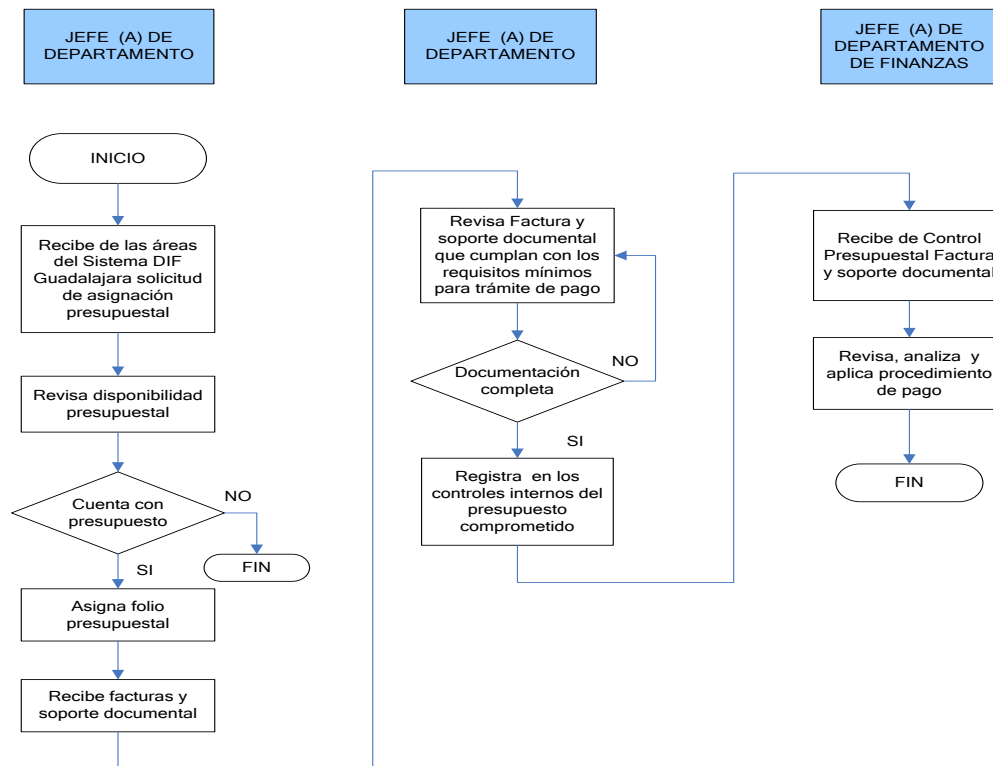 JEFE (A) DE
DEPARTAMENTO
JEFE (A) DE
DEPARTAMENTO
JEFE (A) DE
DEPARTAMENTO
DE FINANZAS
INICIO
Recibe de las áreas
del Sistema DIF
Guadalajara solicitud
de asignación
presupuestal
Revisa disponibilidad
presupuestal
Cuenta con
presupuesto
NO
FIN
SI
Asigna folio
presupuestal
Recibe facturas y
soporte documental
Revisa Factura y
soporte documental
que cumplan con los
requisitos mínimos
para trámite de pago
Documentación
completa
NO
SI
Registra en los
controles internos del
presupuesto
comprometido
Recibe de Control
Presupuestal Factura
y soporte documental
Revisa, analiza y
aplica procedimiento
de pago
FIN